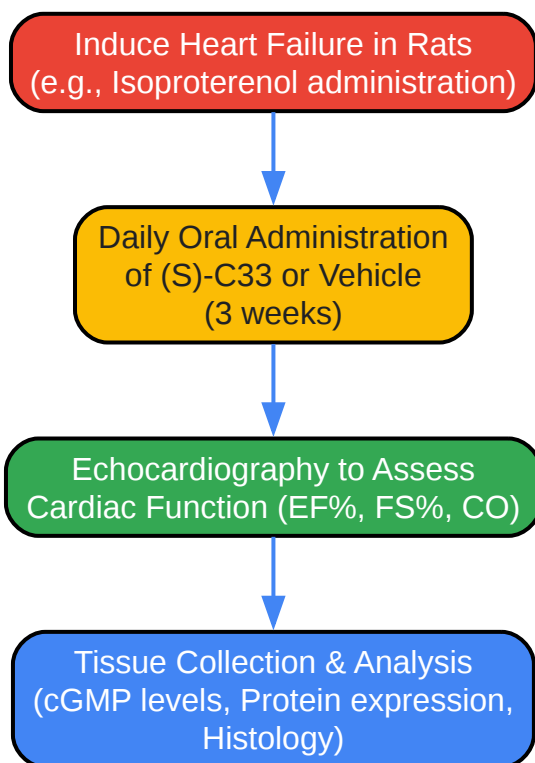 Induce Heart Failure in Rats
(e.g., Isoproterenol administration)
Daily Oral Administration
of (S)-C33 or Vehicle
(3 weeks)
Echocardiography to Assess
Cardiac Function (EF%, FS%, CO)
Tissue Collection & Analysis
(cGMP levels, Protein expression,
Histology)